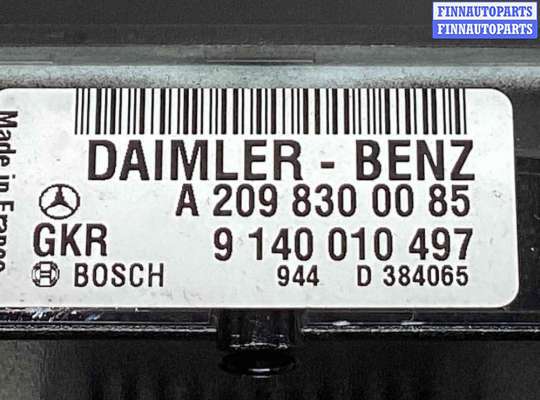 FINNAUTOPARTS
FINNAUTOPARTS
Made in France
DAIMLER - BENZ
A 209 830 00 85
GKR 9 140 010 497
BOSCH 944 D 384065